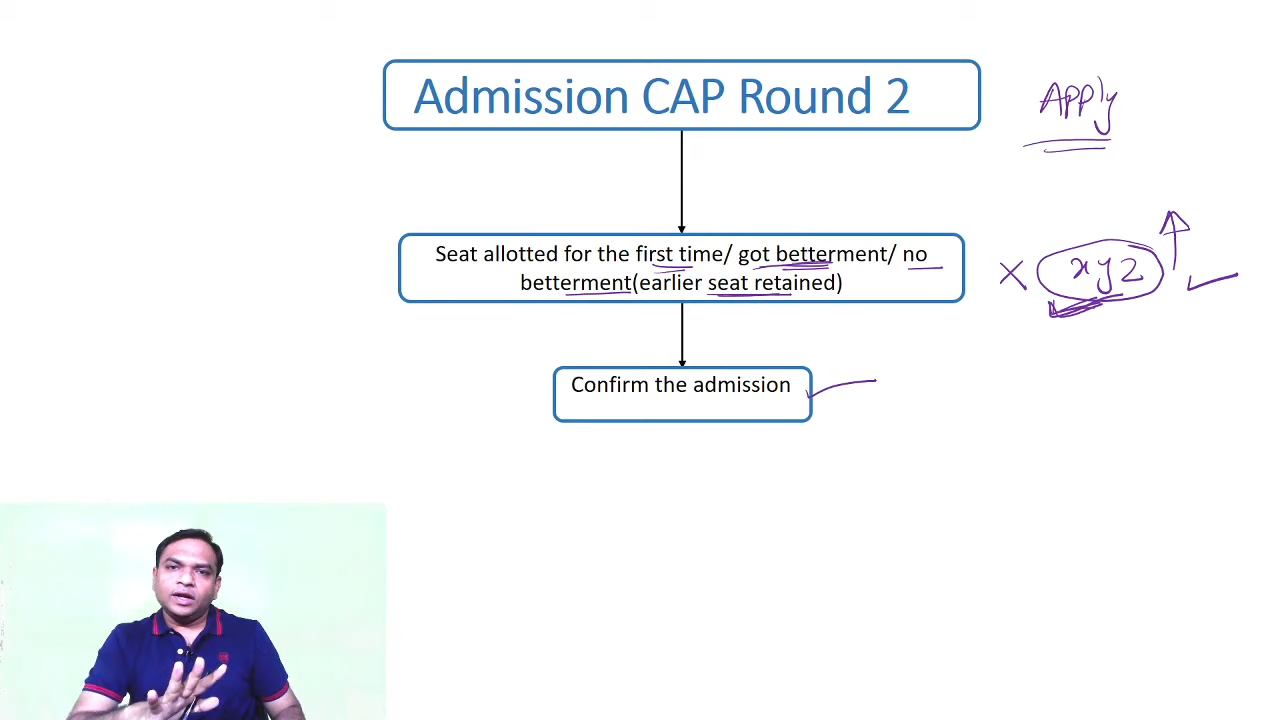 Admission CAP Round 2
Apply
Seat allotted for the first time/ got betterment/ no
betterment(earlier seat retained)
xyz
Confirm the admission